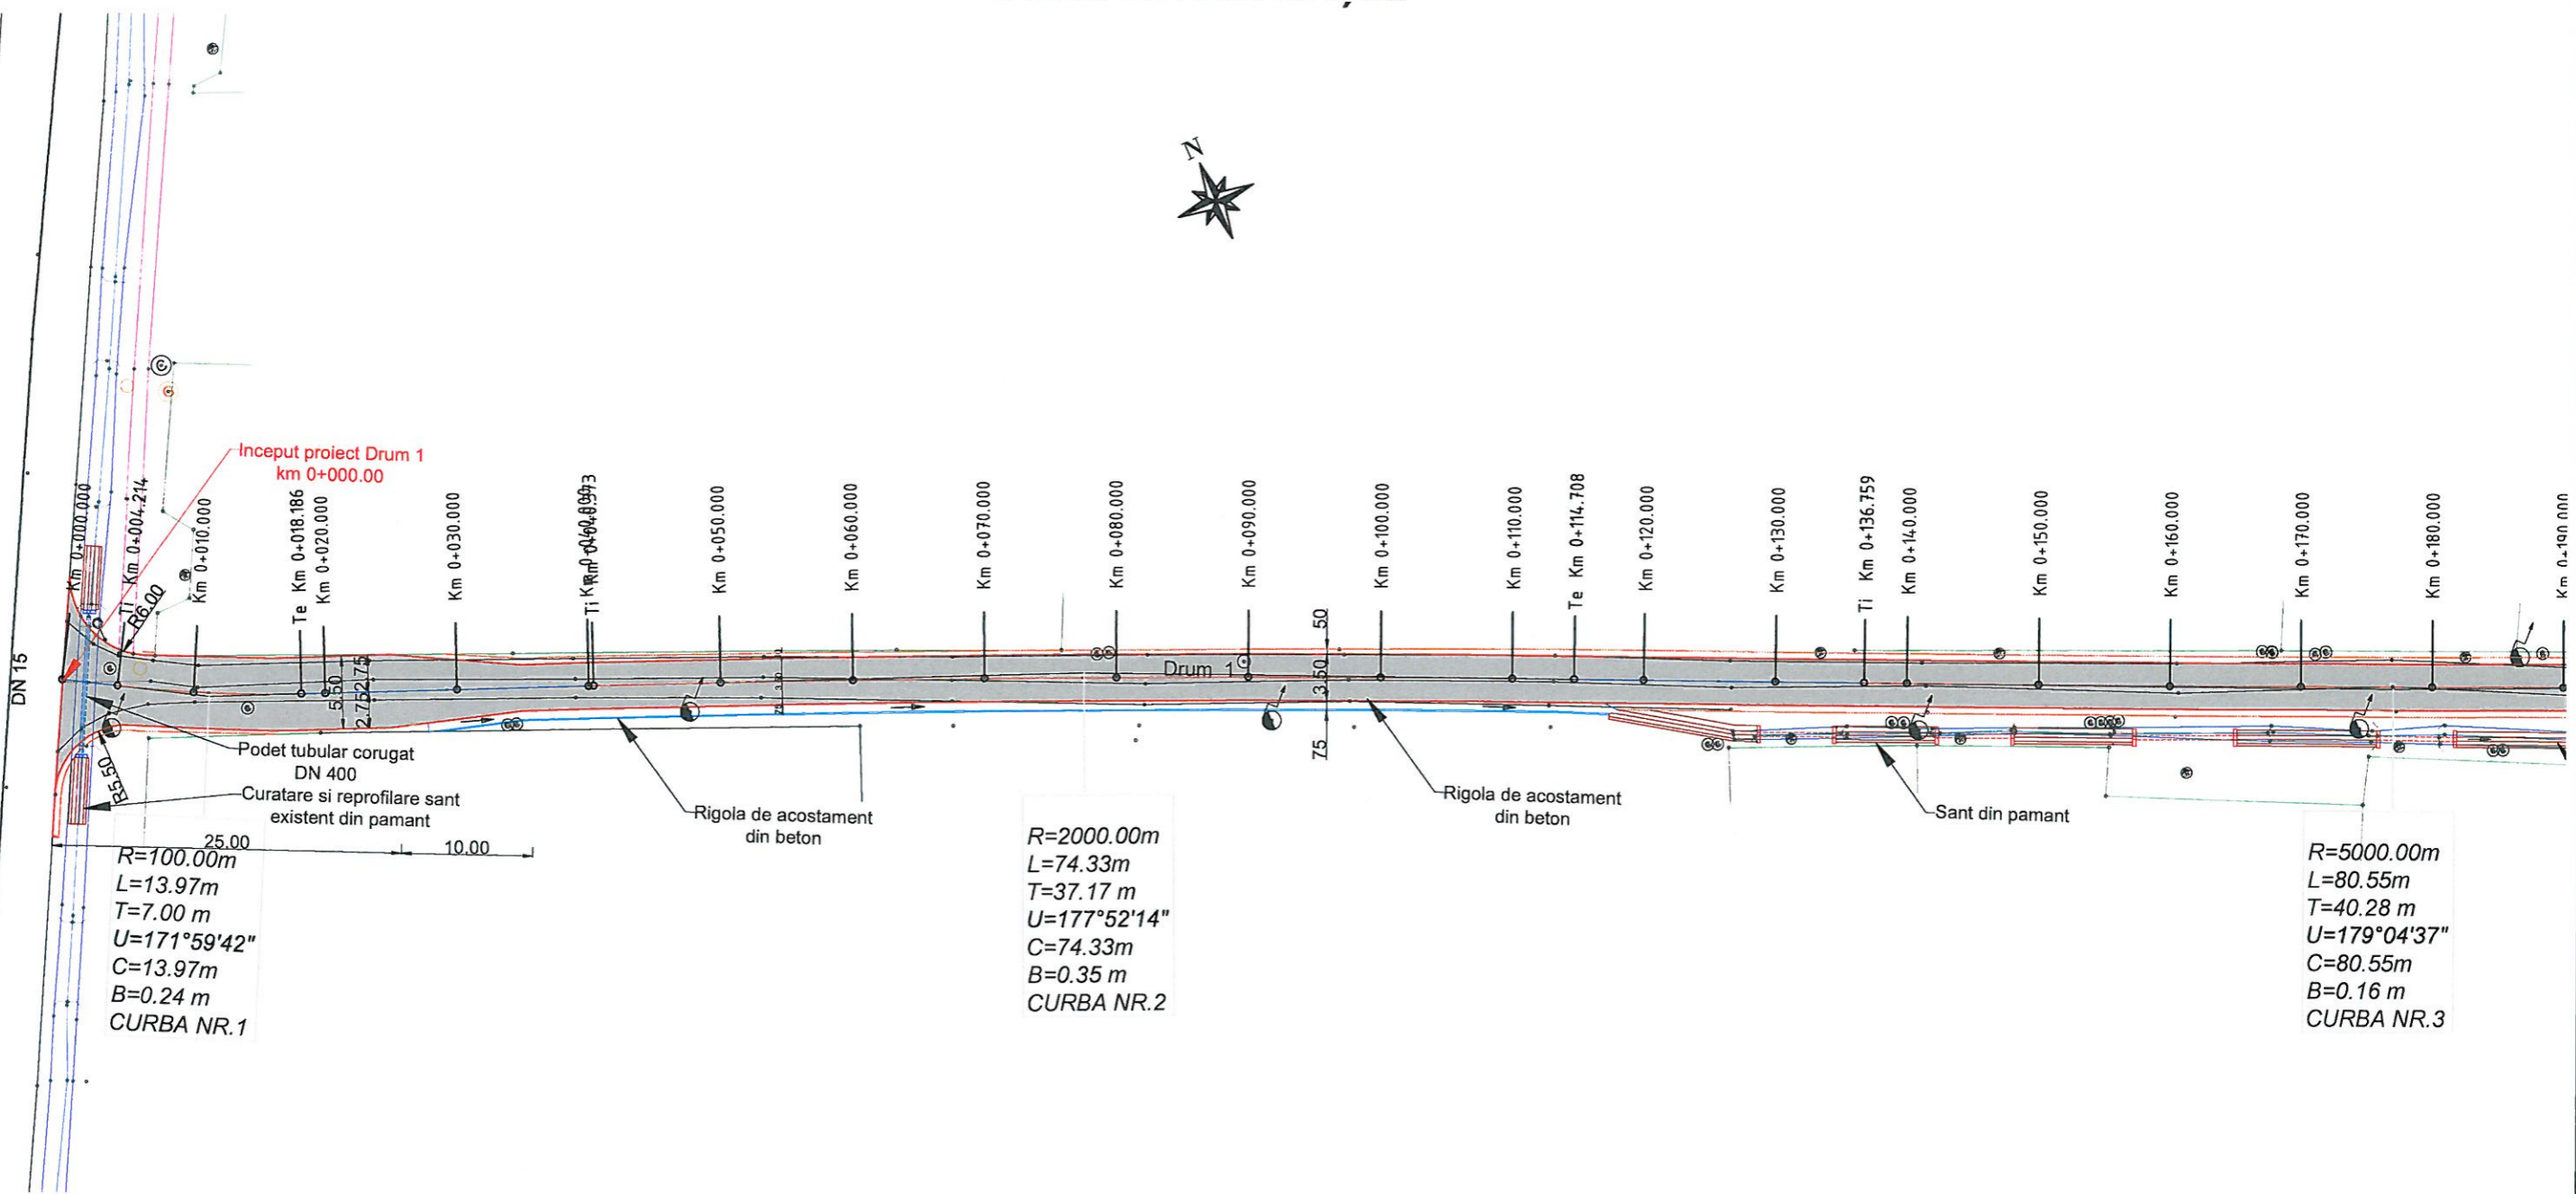 N
DN 15
Inceput proiect Drum 1
km 0+000.00
Km 0+000.000
Ti Km 0+004.214
Km 0+010.000
Te Km 0+018.186
Km 0+020.000
Km 0+030.000
Km 0+040.000
Km 0+050.000
Km 0+060.000
Km 0+070.000
Km 0+080.000
Km 0+090.000
Km 0+100.000
Km 0+110.000
Te Km 0+114.708
Km 0+120.000
Km 0+130.000
Ti Km 0+136.759
Km 0+140.000
Km 0+150.000
Km 0+160.000
Km 0+170.000
Km 0+180.000
Km 0+190.000
R6.00
5.50
2.75
2.75
50
3.50
75
Drum 1
R5.50
Podet tubular corugat
DN 400
Curatare si reprofilare sant
existent din pamant
25.00
10.00
Rigola de acostament
din beton
Rigola de acostament
din beton
Sant din pamant
R=100.00m
L=13.97m
T=7.00 m
U=171°59'42"
C=13.97m
B=0.24 m
CURBA NR.1
R=2000.00m
L=74.33m
T=37.17 m
U=177°52'14"
C=74.33m
B=0.35 m
CURBA NR.2
R=5000.00m
L=80.55m
T=40.28 m
U=179°04'37"
C=80.55m
B=0.16 m
CURBA NR.3